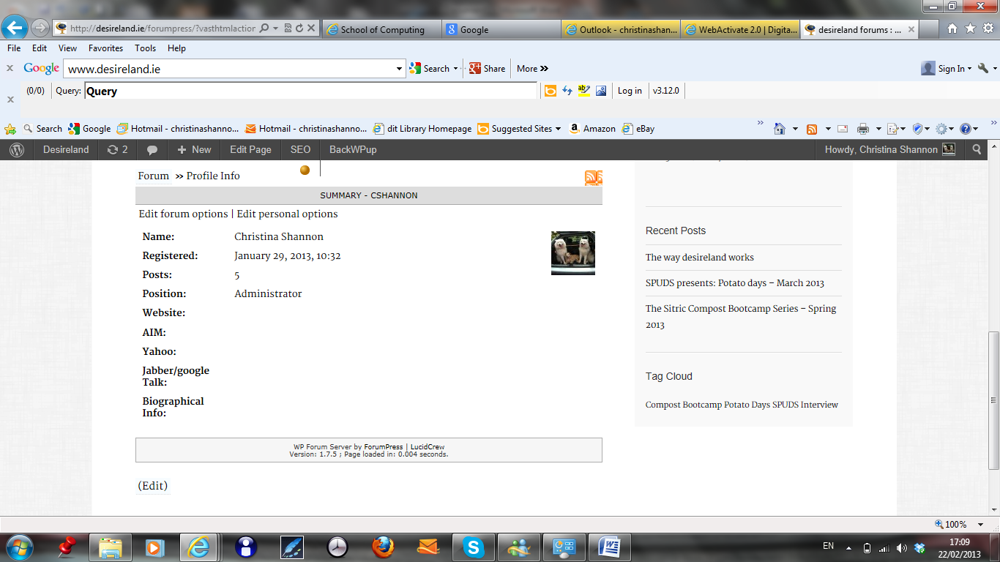 http://desireland.ie/forumpress/?vasthtmlaction
School of Computing
Google
Outlook - christinashan...
WebActivate 2.0 | Digita...
desireland forums : ...
File Edit View Favorites Tools Help
Google www.desireland.ie Search Share More Sign In
(0/0) Query: Query Log in v3.12.0
Search Google Hotmail - christinashanno... Hotmail - christinashanno... dit Library Homepage Suggested Sites Amazon eBay
Desireland 2 + New Edit Page SEO BackWPup Howdy, Christina Shannon
Forum » Profile Info
SUMMARY - CSHANNON
Edit forum options | Edit personal options
Name: Christina Shannon
Registered: January 29, 2013, 10:32
Posts: 5
Position: Administrator
Website:
AIM:
Yahoo:
Jabber/google
Talk:
Biographical
Info:
WP Forum Server by ForumPress | LucidCrew
Version: 1.7.5 ; Page loaded in: 0.004 seconds.
(Edit)
Recent Posts
The way desireland works
SPUDS presents: Potato days – March 2013
The Sitric Compost Bootcamp Series – Spring
2013
Tag Cloud
Compost Bootcamp Potato Days SPUDS Interview
100%
EN
17:09
22/02/2013